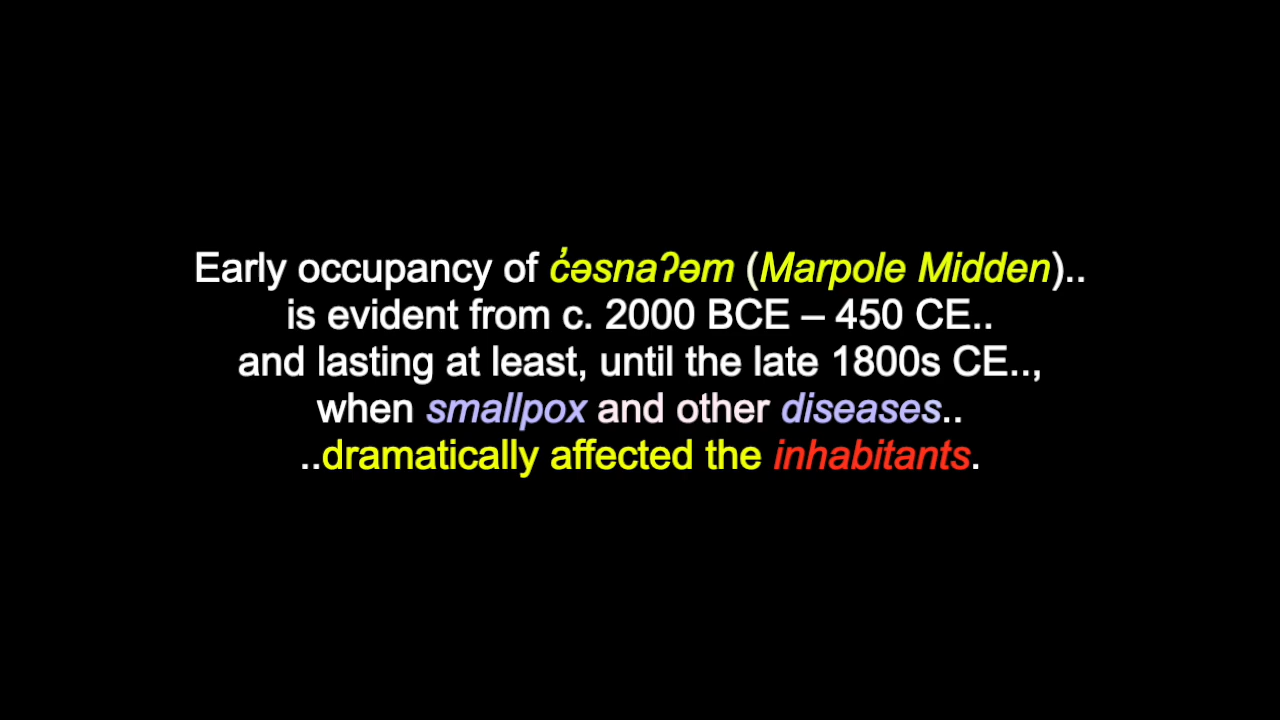 Early occupancy of c̓əsnaʔəm (Marpole Midden)..
is evident from c. 2000 BCE – 450 CE..
and lasting at least, until the late 1800s CE..,
when smallpox and other diseases..
..dramatically affected the inhabitants.